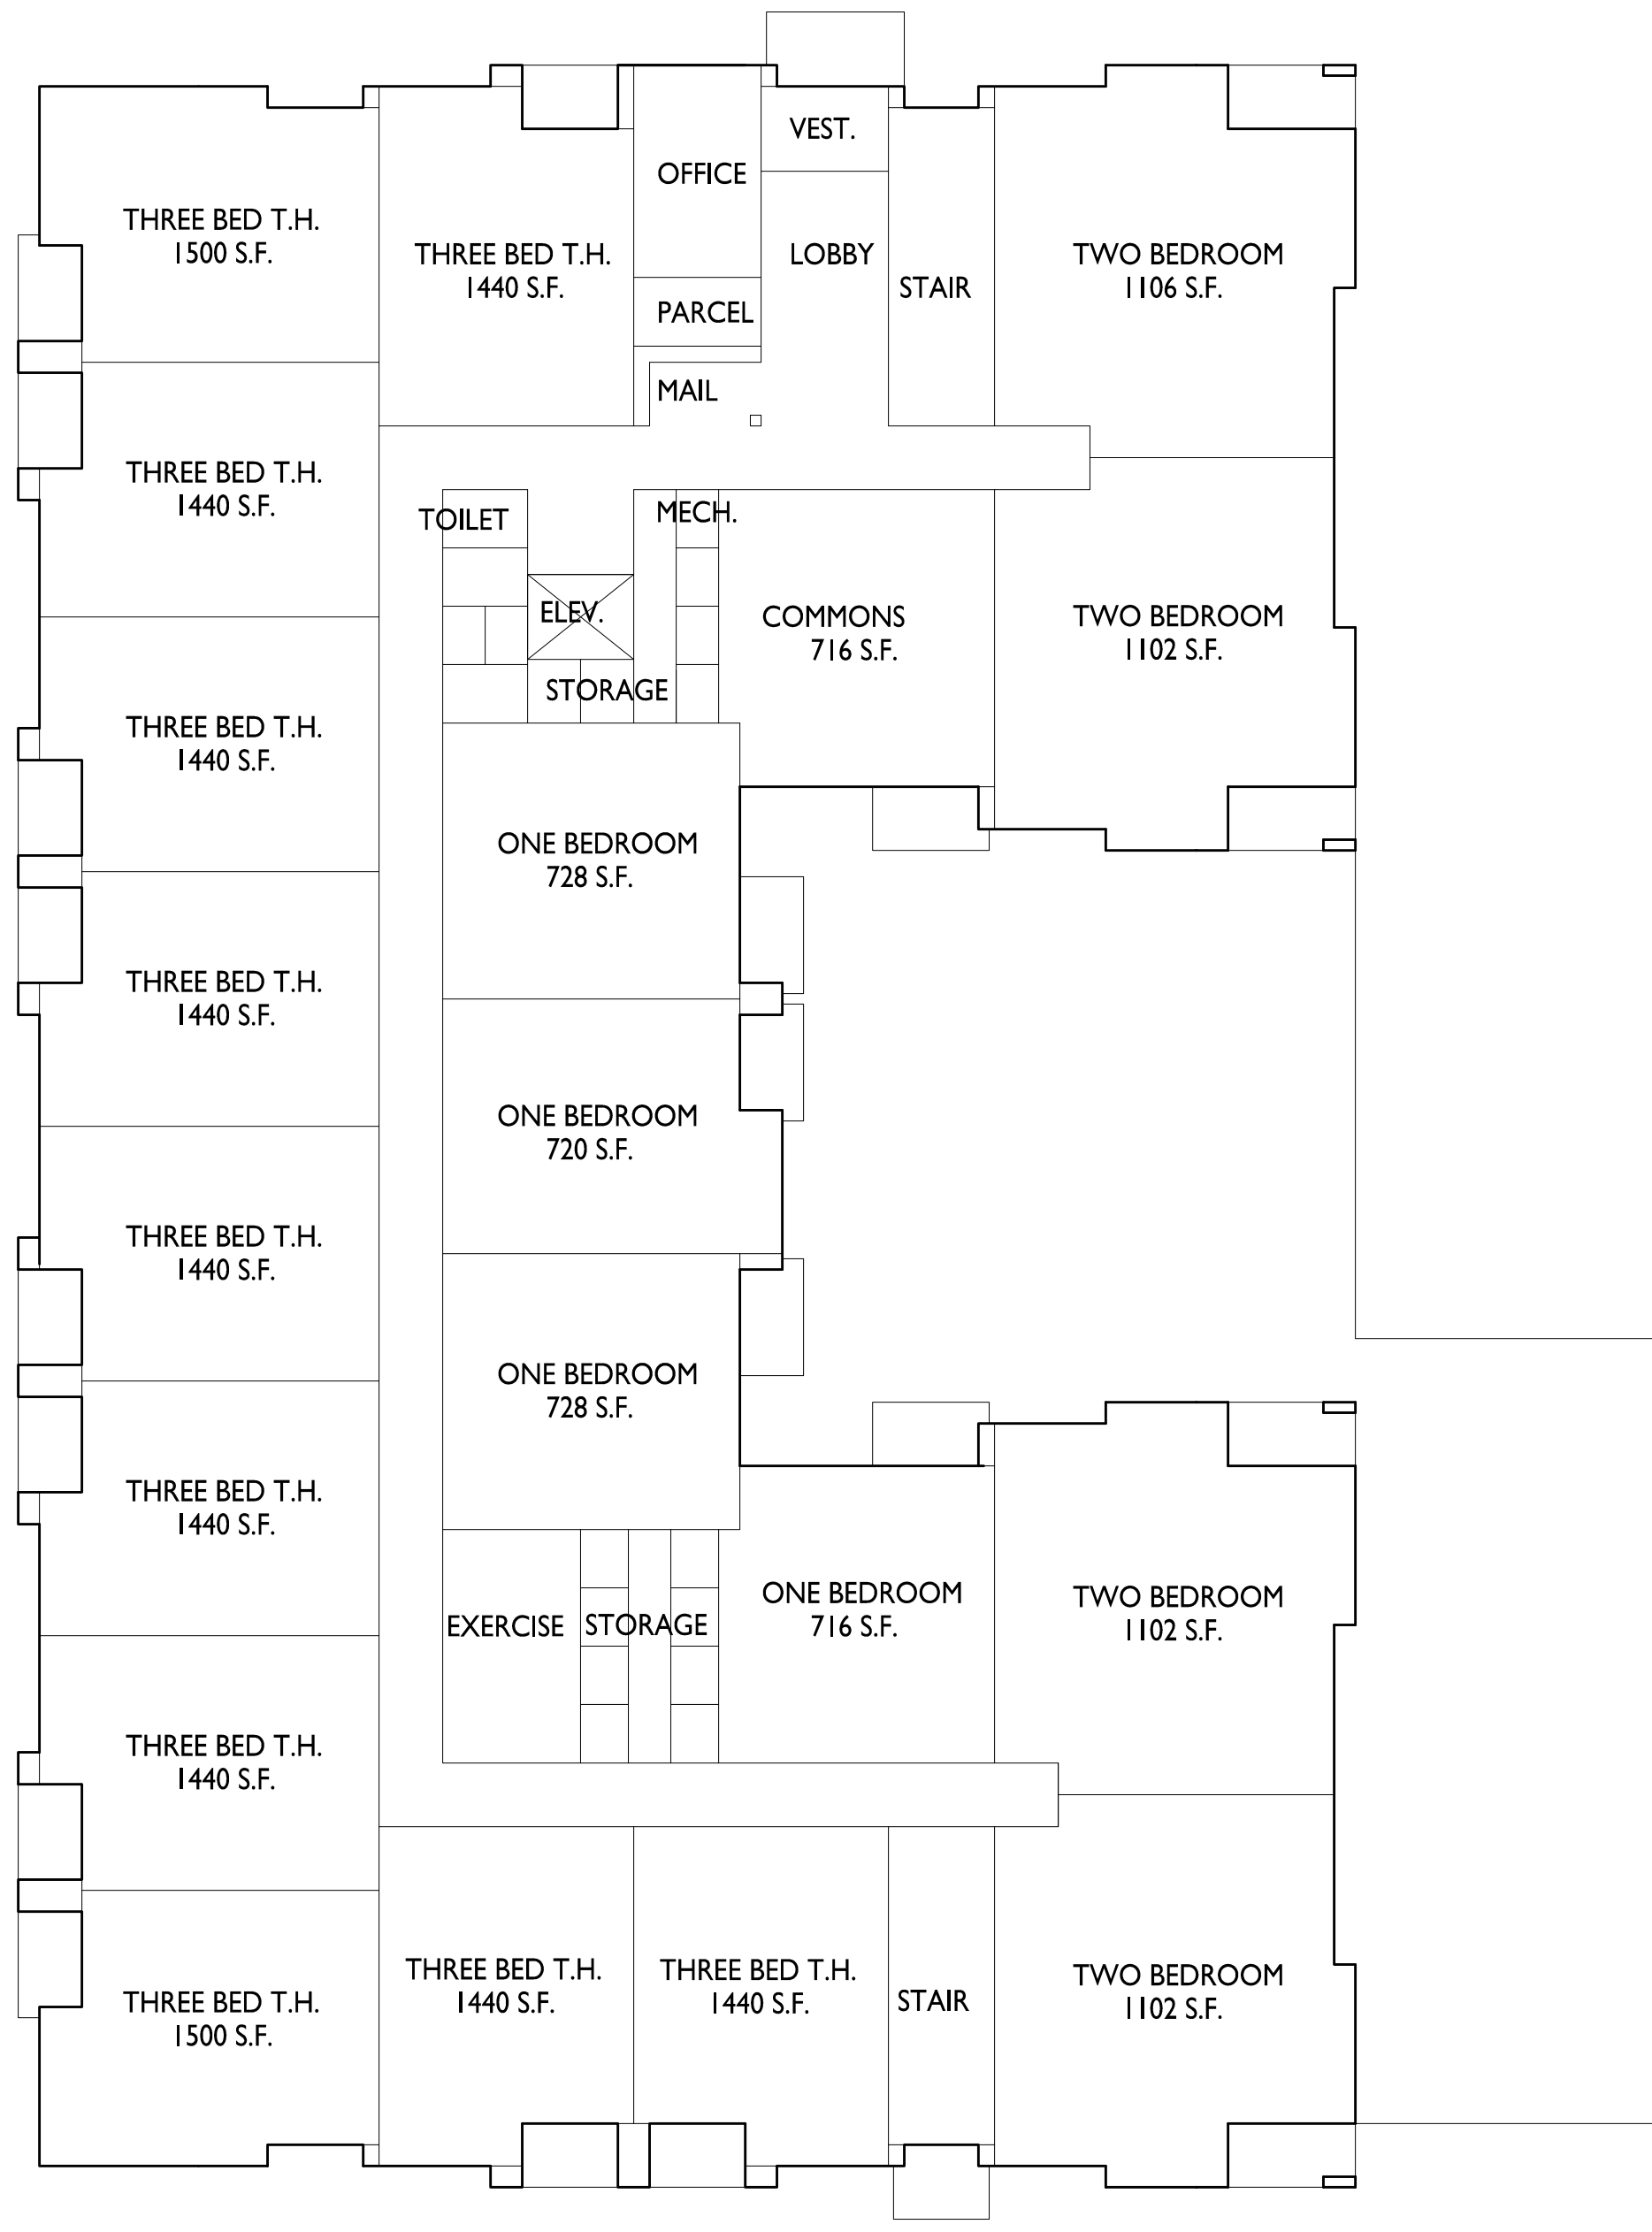 VEST.
OFFICE
THREE BED T.H.
1500 S.F.
THREE BED T.H.
1440 S.F.
LOBBY
TWO BEDROOM
1106 S.F.
STAIR
PARCEL
MAIL
THREE BED T.H.
1440 S.F.
TOILET
MECH.
ELEV.
COMMONS
716 S.F.
TWO BEDROOM
1102 S.F.
STORAGE
THREE BED T.H.
1440 S.F.
ONE BEDROOM
728 S.F.
THREE BED T.H.
1440 S.F.
ONE BEDROOM
720 S.F.
THREE BED T.H.
1440 S.F.
ONE BEDROOM
728 S.F.
THREE BED T.H.
1440 S.F.
EXERCISE
STORAGE
ONE BEDROOM
716 S.F.
TWO BEDROOM
1102 S.F.
THREE BED T.H.
1440 S.F.
THREE BED T.H.
1500 S.F.
THREE BED T.H.
1440 S.F.
THREE BED T.H.
1440 S.F.
STAIR
TWO BEDROOM
1102 S.F.